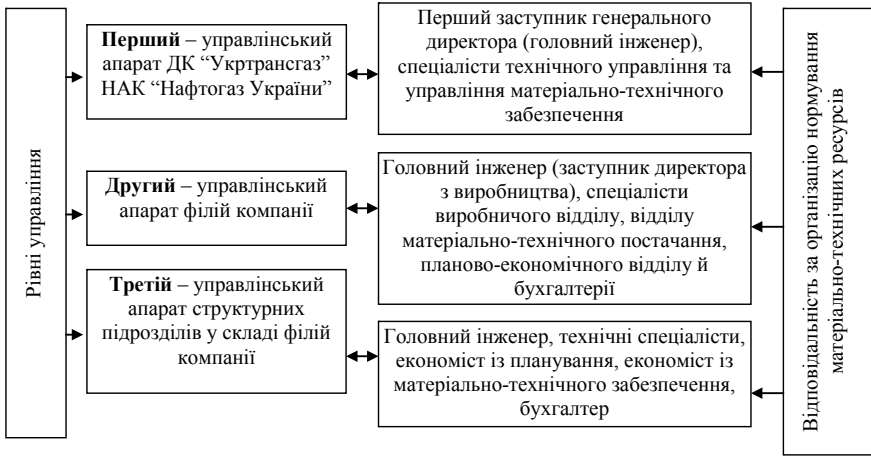 Рівні управління
Перший – управлінський
апарат ДК “Укртрансгаз”
НАК “Нафтогаз України”
Перший заступник генерального
директора (головний інженер),
спеціалісти технічного управління та
управління матеріально-технічного
забезпечення
Другий – управлінський
апарат філій компанії
Головний інженер (заступник директора
з виробництва), спеціалісти
виробничого відділу, відділу
матеріально-технічного постачання,
планово-економічного відділу й
бухгалтерії
Третій – управлінський
апарат структурних
підрозділів у складі філій
компанії
Головний інженер, технічні спеціалісти,
економіст із планування, економіст із
матеріально-технічного забезпечення,
бухгалтер
Відповідальність за організацію нормування
матеріально-технічних ресурсів